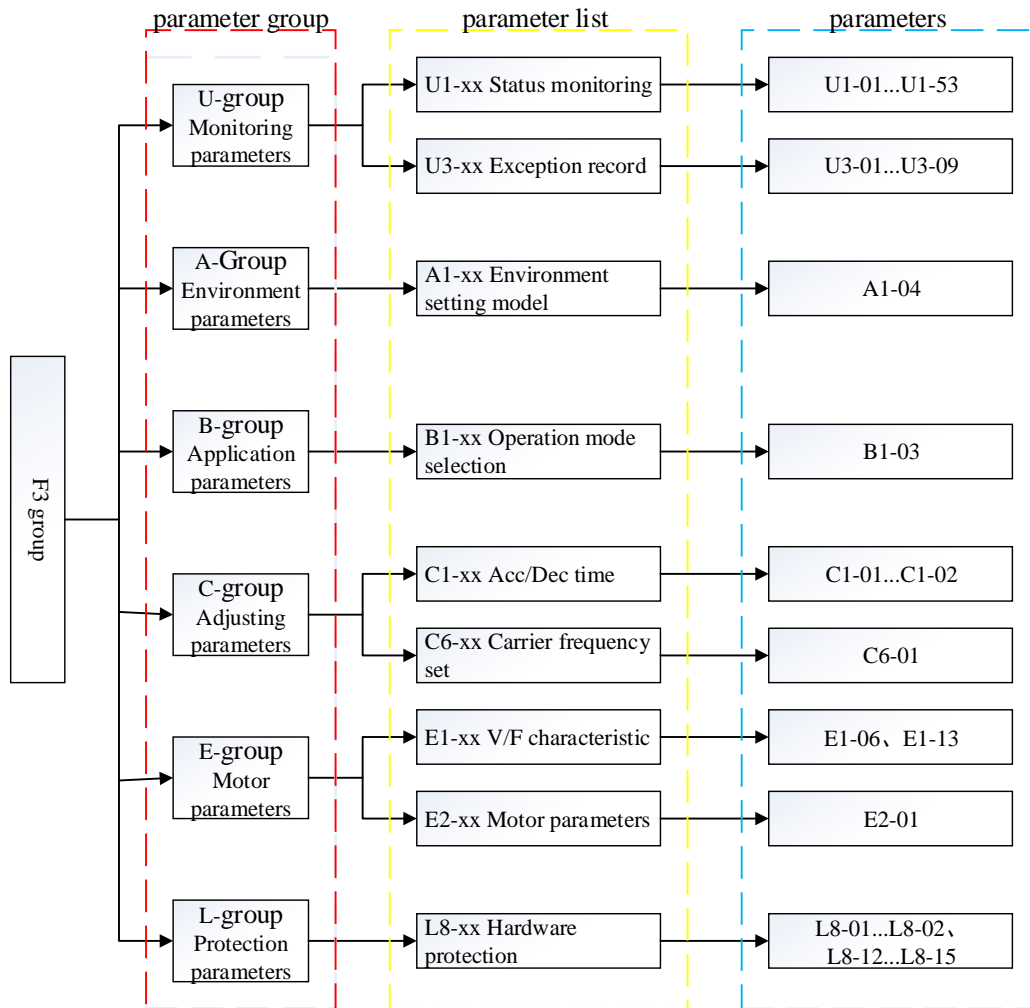 parameter group
parameter list
parameters
U-group
Monitoring
parameters
U1-xx Status monitoring
U1-01...U1-53
U3-xx Exception record
U3-01...U3-09
A-Group
Environment
parameters
A1-xx Environment
setting model
A1-04
F3 group
B-group
Application
parameters
B1-xx Operation mode
selection
B1-03
C-group
Adjusting
parameters
C1-xx Acc/Dec time
C1-01...C1-02
C6-xx Carrier frequency
set
C6-01
E-group
Motor
parameters
E1-xx V/F characteristic
E1-06、E1-13
E2-xx Motor parameters
E2-01
L-group
Protection
parameters
L8-xx Hardware
protection
L8-01...L8-02、
L8-12...L8-15